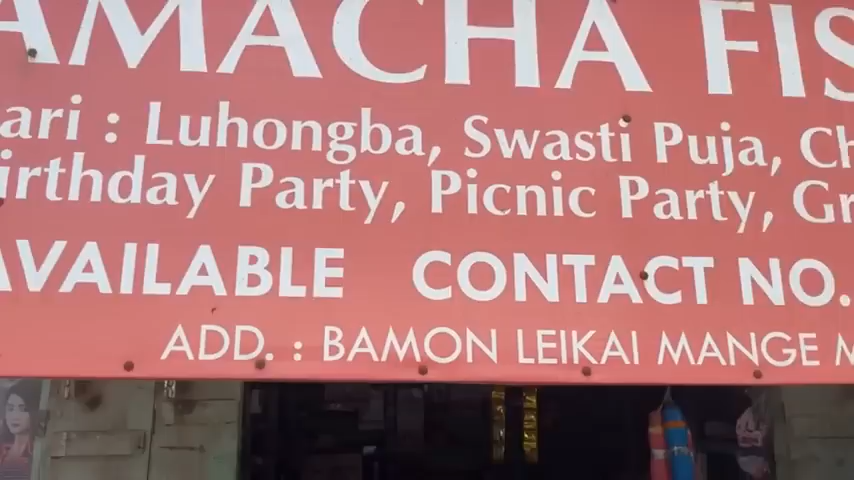 AMACHA FIS
ari : Luhongba, Swasti Puja, Ch
irthday Party, Picnic Party, Gr
AVAILABLE CONTACT NO.
ADD. : BAMON LEIKAI MANGE M